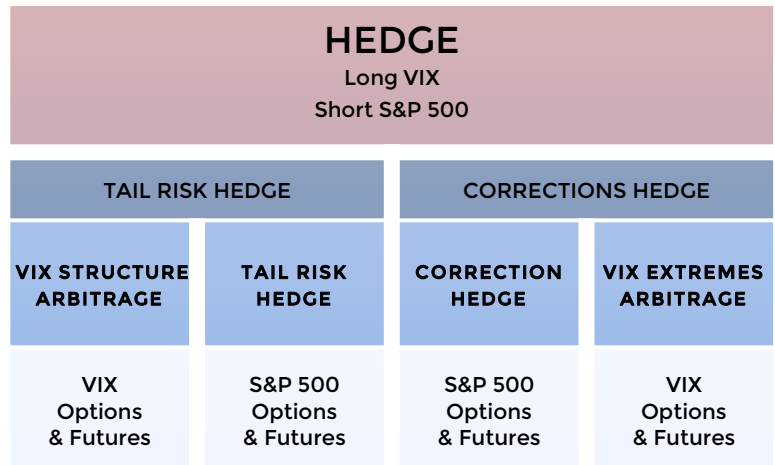 HEDGE
Long VIX
Short S&P 500
TAIL RISK HEDGE
CORRECTIONS HEDGE
VIX STRUCTURE
ARBITRAGE
TAIL RISK
HEDGE
CORRECTION
HEDGE
VIX EXTREMES
ARBITRAGE
VIX
Options
& Futures
S&P 500
Options
& Futures
S&P 500
Options
& Futures
VIX
Options
& Futures